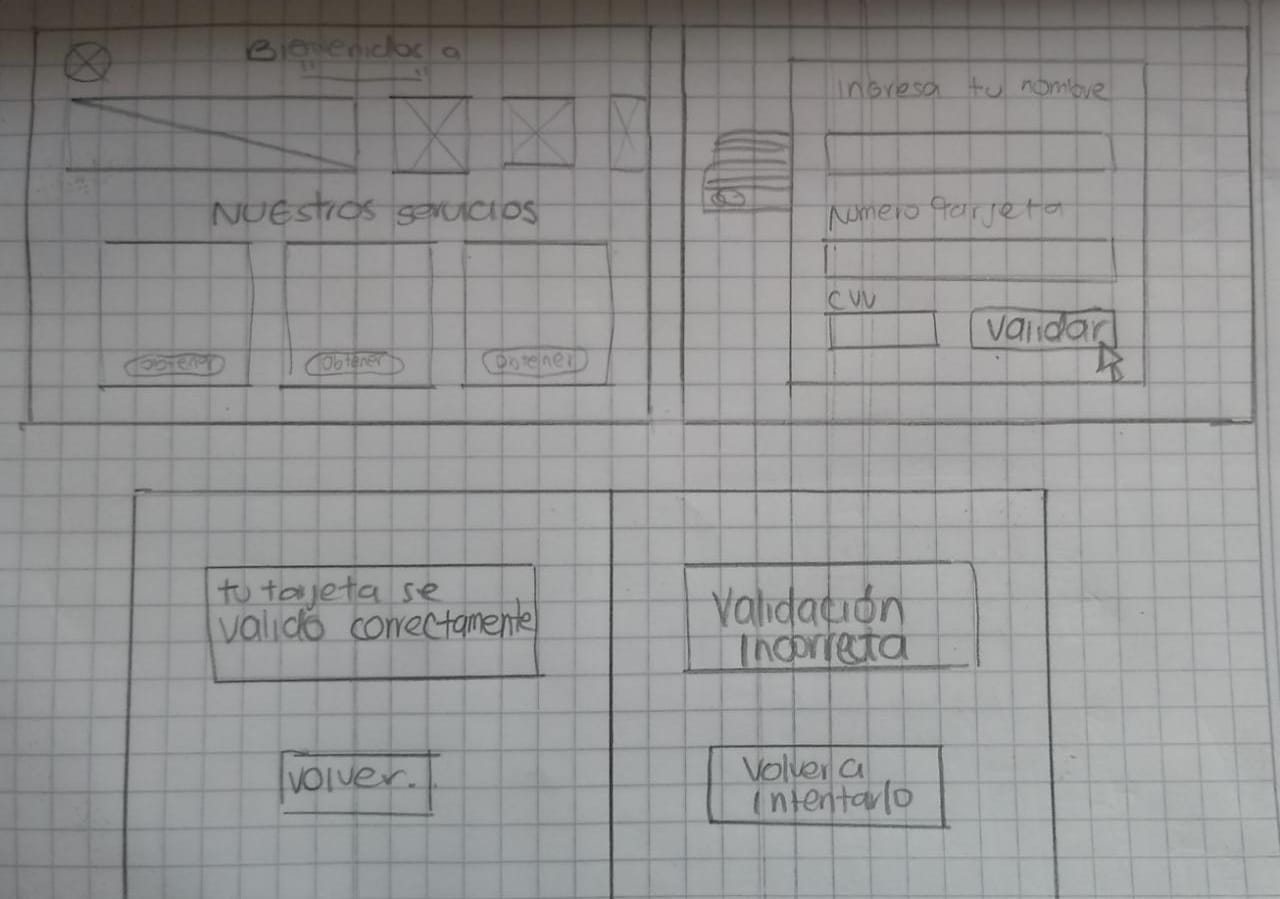 Bienvenidos a
" "
Nuestros servicios
Obtener
Obtener
Obtener
Ingresa tu nombre
Numero tarjeta
CVV
Validar
tu tarjeta se
validó correctamente
Volver.
Validación
Incorrecta
Volver a
Intentarlo